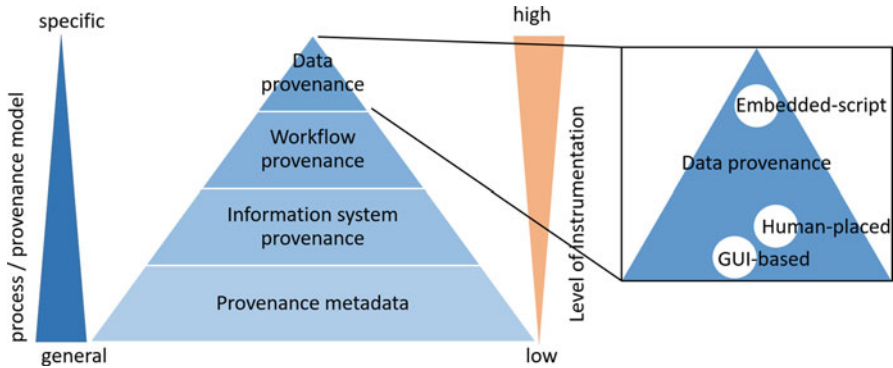 specific
high
process / provenance model
Data
provenance
Workflow
provenance
Information system
provenance
Provenance metadata
general
low
Level of Instrumentation
Embedded-script
Data provenance
Human-placed
GUI-based